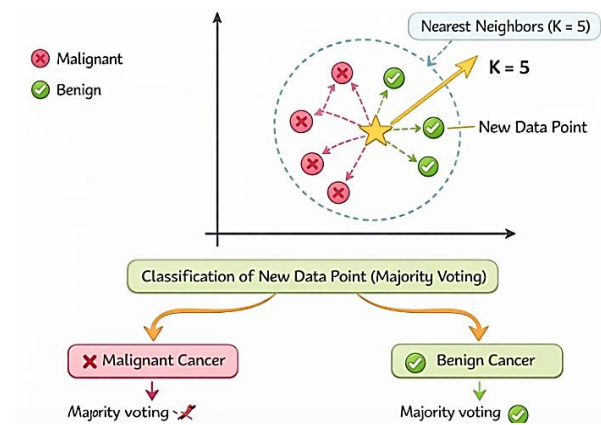 Nearest Neighbors (K = 5)
Malignant
K = 5
Benign
New Data Point
Classification of New Data Point (Majority Voting)
Malignant Cancer
Benign Cancer
Majority voting
Majority voting